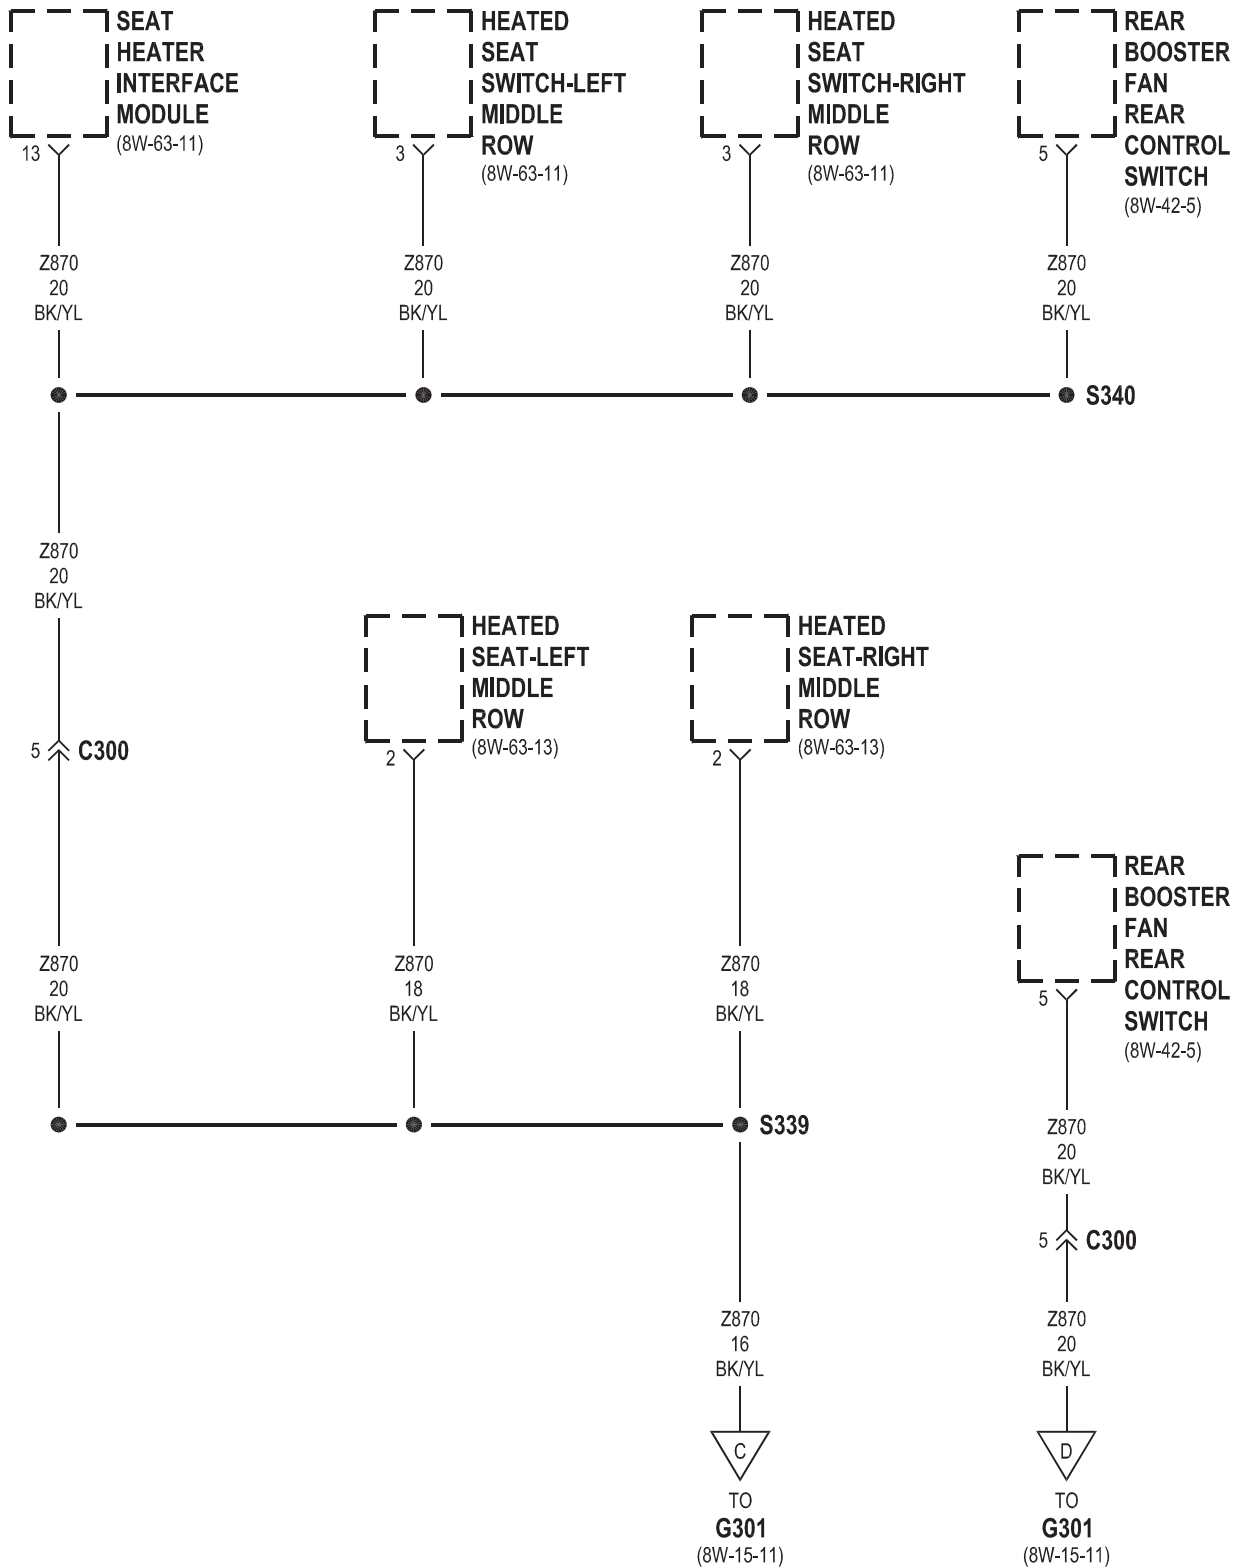 SEAT
HEATER
INTERFACE
MODULE
(8W-63-11)
13
HEATED
SEAT
SWITCH-LEFT
MIDDLE
ROW
(8W-63-11)
3
HEATED
SEAT
SWITCH-RIGHT
MIDDLE
ROW
(8W-63-11)
3
REAR
BOOSTER
FAN
REAR
CONTROL
SWITCH
(8W-42-5)
5
Z870
20
BK/YL
Z870
20
BK/YL
Z870
20
BK/YL
Z870
20
BK/YL
S340
Z870
20
BK/YL
5
C300
HEATED
SEAT-LEFT
MIDDLE
ROW
(8W-63-13)
2
HEATED
SEAT-RIGHT
MIDDLE
ROW
(8W-63-13)
2
REAR
BOOSTER
FAN
REAR
CONTROL
SWITCH
(8W-42-5)
5
Z870
20
BK/YL
Z870
18
BK/YL
Z870
18
BK/YL
S339
Z870
20
BK/YL
5
C300
Z870
16
BK/YL
Z870
20
BK/YL
C
TO
G301
(8W-15-11)
D
TO
G301
(8W-15-11)